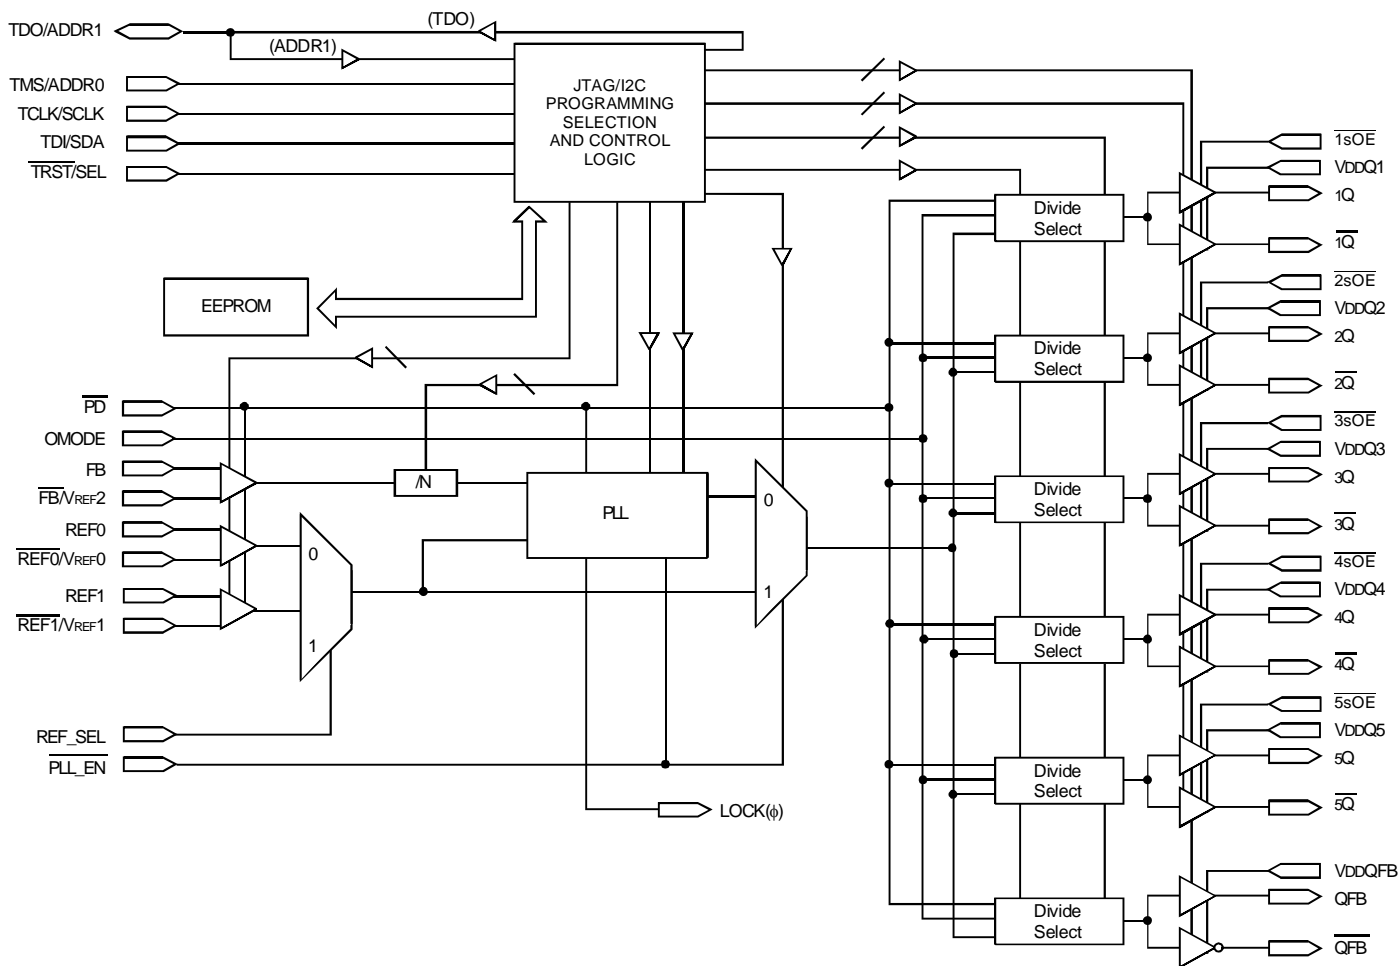 TDO/ADDR1
(TDO)
(ADDR1)
TMS/ADDR0
TCLK/SCLK
TDI/SDA
TRST/SEL
JTAG/I2C
PROGRAMMING
SELECTION
AND CONTROL
LOGIC
EEPROM
PD
OMODE
FB
FB/VREF2
REF0
REF0/VREF0
REF1
REF1/VREF1
REF_SEL
PLL_EN
/N
PLL
0
1
0
1
LOCK(ϕ)
Divide
Select
Divide
Select
Divide
Select
Divide
Select
Divide
Select
Divide
Select
1sOE
VDDQ1
1Q
1Q
2sOE
VDDQ2
2Q
2Q
3sOE
VDDQ3
3Q
3Q
4sOE
VDDQ4
4Q
4Q
5sOE
VDDQ5
5Q
5Q
VDDQFB
QFB
QFB